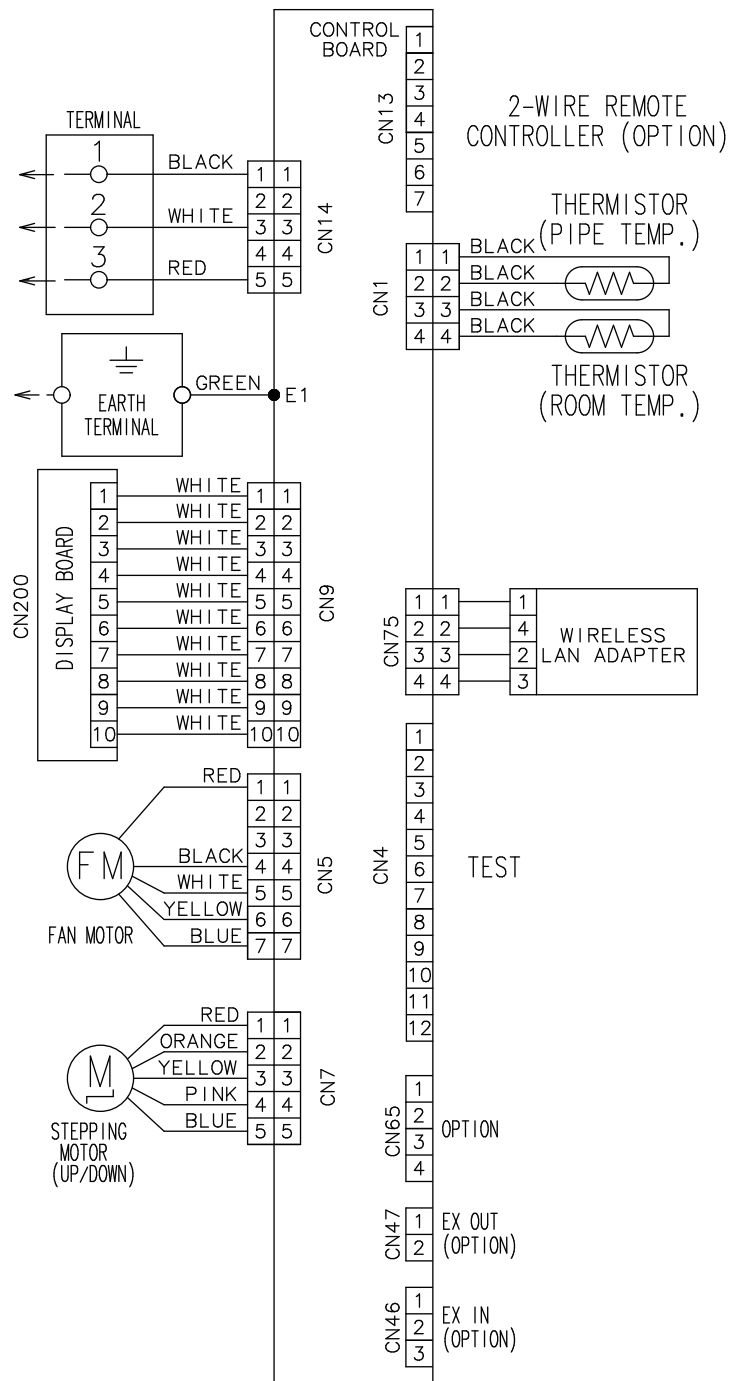 CONTROL
BOARD
CN13
1
2
3
4
5
6
7
2-WIRE REMOTE
CONTROLLER (OPTION)
TERMINAL
1
2
3
BLACK
WHITE
RED
1 1
2 2
3 3
4 4
5 5
CN14
THERMISTOR
(PIPE TEMP.)
CN1
1 1 BLACK
2 2 BLACK
3 3 BLACK
4 4 BLACK
THERMISTOR
(ROOM TEMP.)
EARTH
TERMINAL
GREEN
E1
CN200
DISPLAY BOARD
1 WHITE 1 1
2 WHITE 2 2
3 WHITE 3 3
4 WHITE 4 4
5 WHITE 5 5
6 WHITE 6 6
7 WHITE 7 7
8 WHITE 8 8
9 WHITE 9 9
10 WHITE 10 10
CN9
CN75
1 1 1
2 2 4
3 3 2
4 4 3
WIRELESS
LAN ADAPTER
FM
FAN MOTOR
RED 1 1
2 2
3 3
BLACK 4 4
WHITE 5 5
YELLOW 6 6
BLUE 7 7
CN5
CN4
1
2
3
4
5
6
7
8
9
10
11
12
TEST
M
STEPPING
MOTOR
(UP/DOWN)
RED 1 1
ORANGE 2 2
YELLOW 3 3
PINK 4 4
BLUE 5 5
CN7
CN65
1
2
3
4
OPTION
CN47
1
2
EX OUT
(OPTION)
CN46
1
2
3
EX IN
(OPTION)